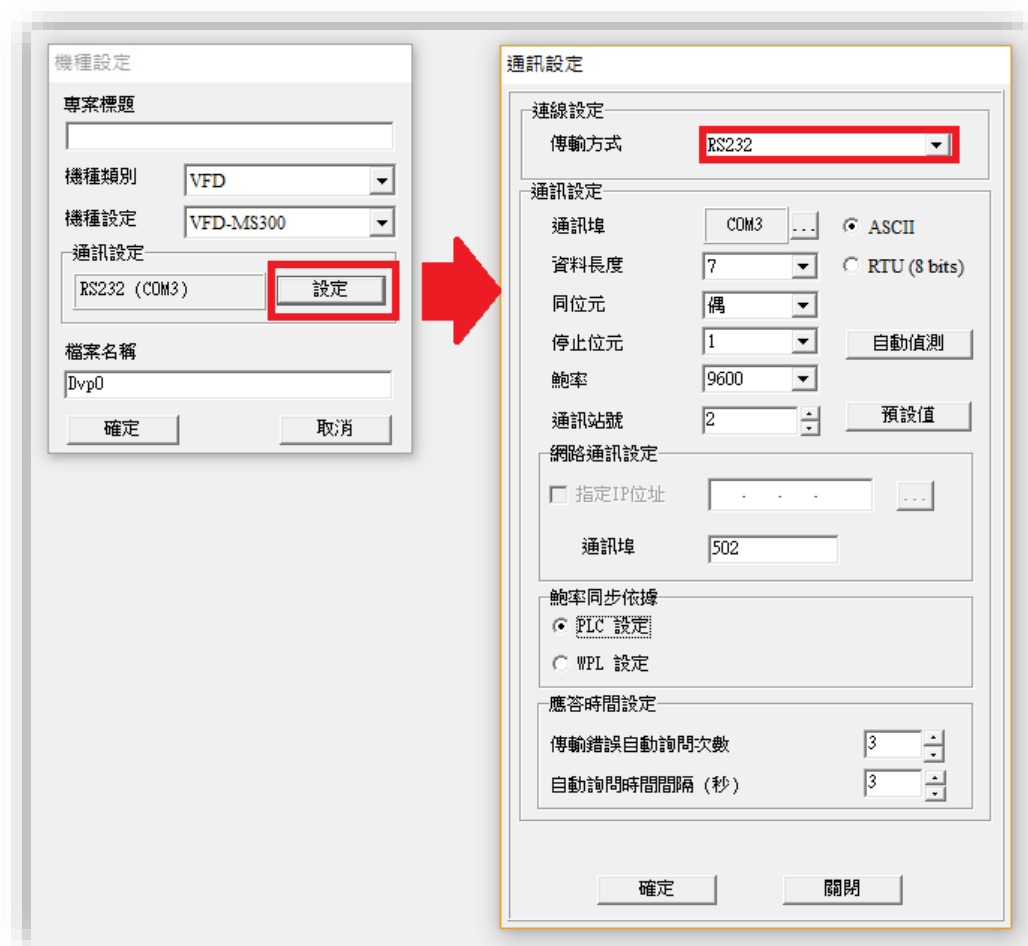 機種設定
專案標題
機種類別 VFD
機種設定 VFD-MS300
通訊設定
RS232 (COM3) 設定
檔案名稱
Dvp0
確定 取消
通訊設定
連線設定
傳輸方式 RS232
通訊設定
通訊埠 COM3 ... ASCII
資料長度 7 RTU (8 bits)
同位元 偶
停止位元 1 自動偵測
鮑率 9600
通訊站號 2 預設值
網路通訊設定
指定IP位址 . . . ...
通訊埠 502
鮑率同步依據
PLC 設定
WPL 設定
應答時間設定
傳輸錯誤自動詢問次數 3
自動詢問時間間隔 (秒) 3
確定 關閉